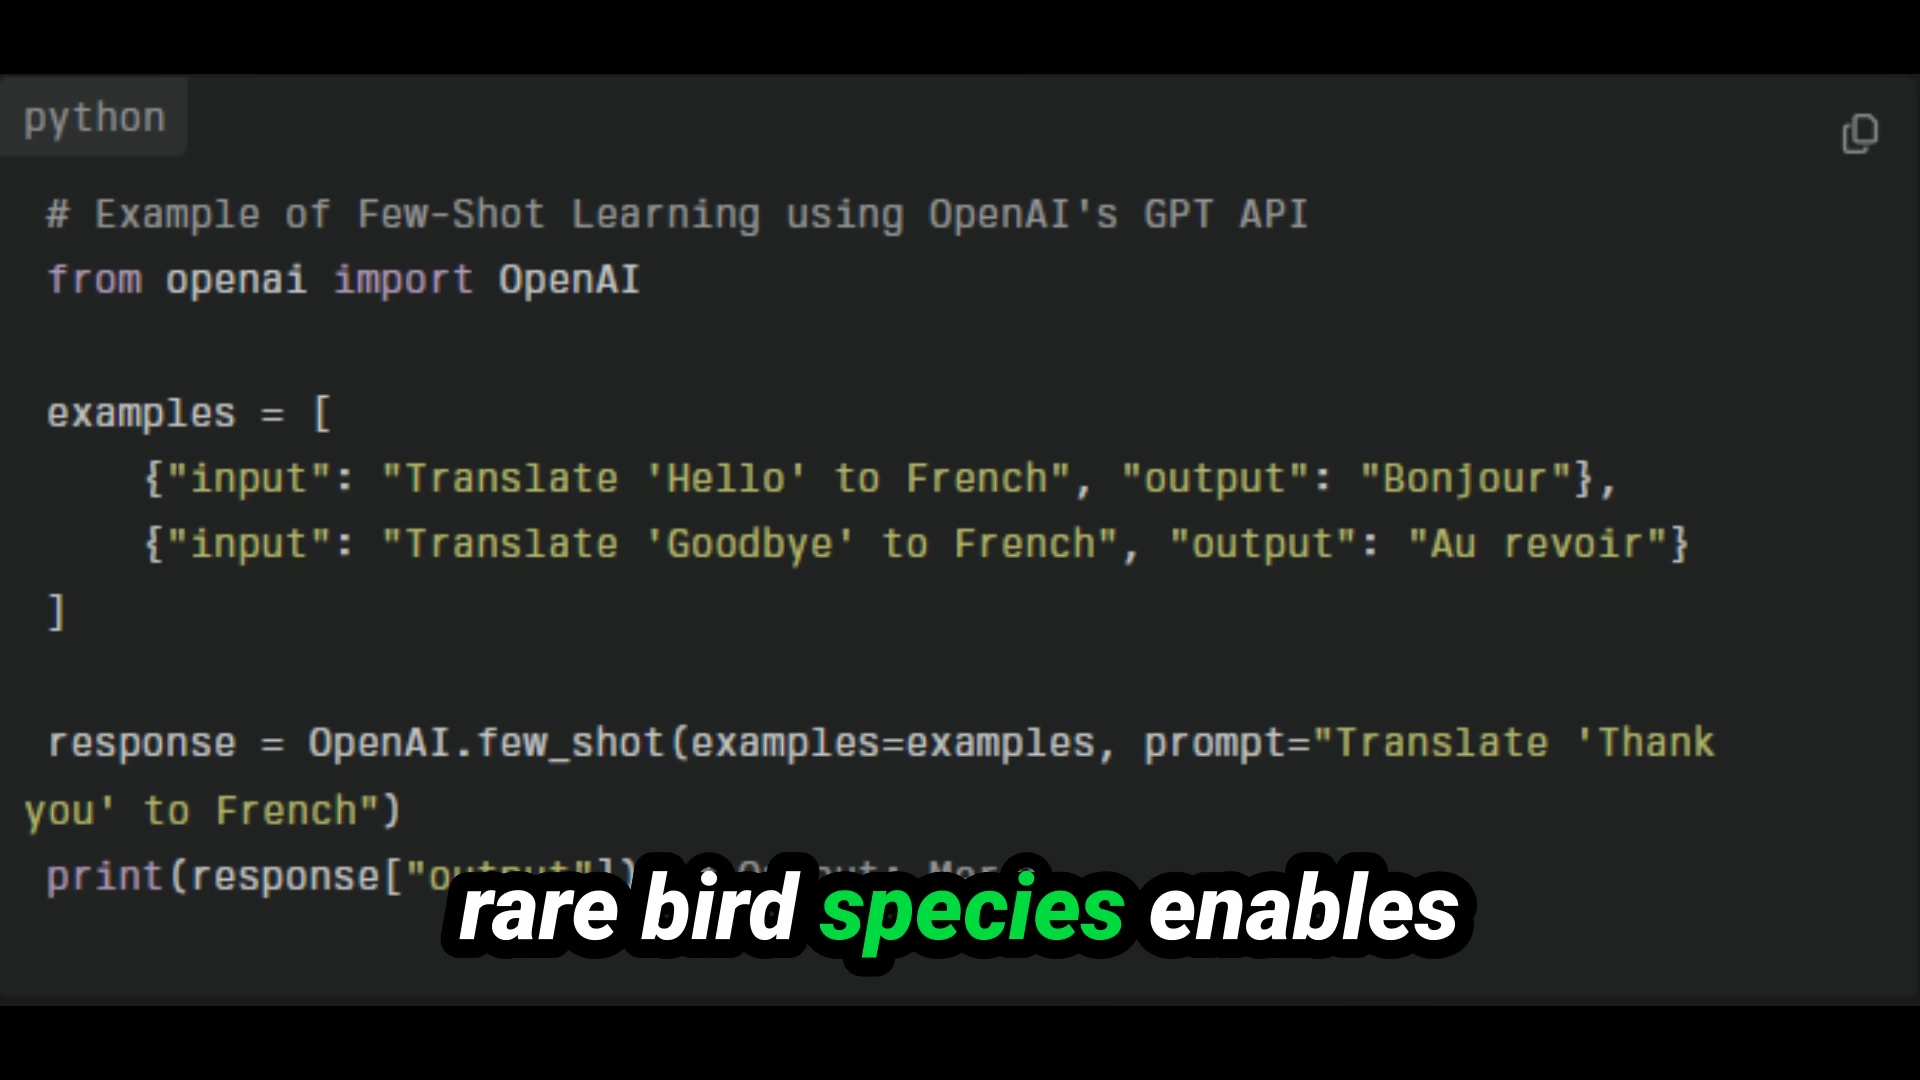 python
# Example of Few-Shot Learning using OpenAI's GPT API
from openai import OpenAI
examples = [
{"input": "Translate 'Hello' to French", "output": "Bonjour"},
{"input": "Translate 'Goodbye' to French", "output": "Au revoir"}
]
response = OpenAI.few_shot(examples=examples, prompt="Translate 'Thank
you' to French")
print(response["output"])
rare bird species enables